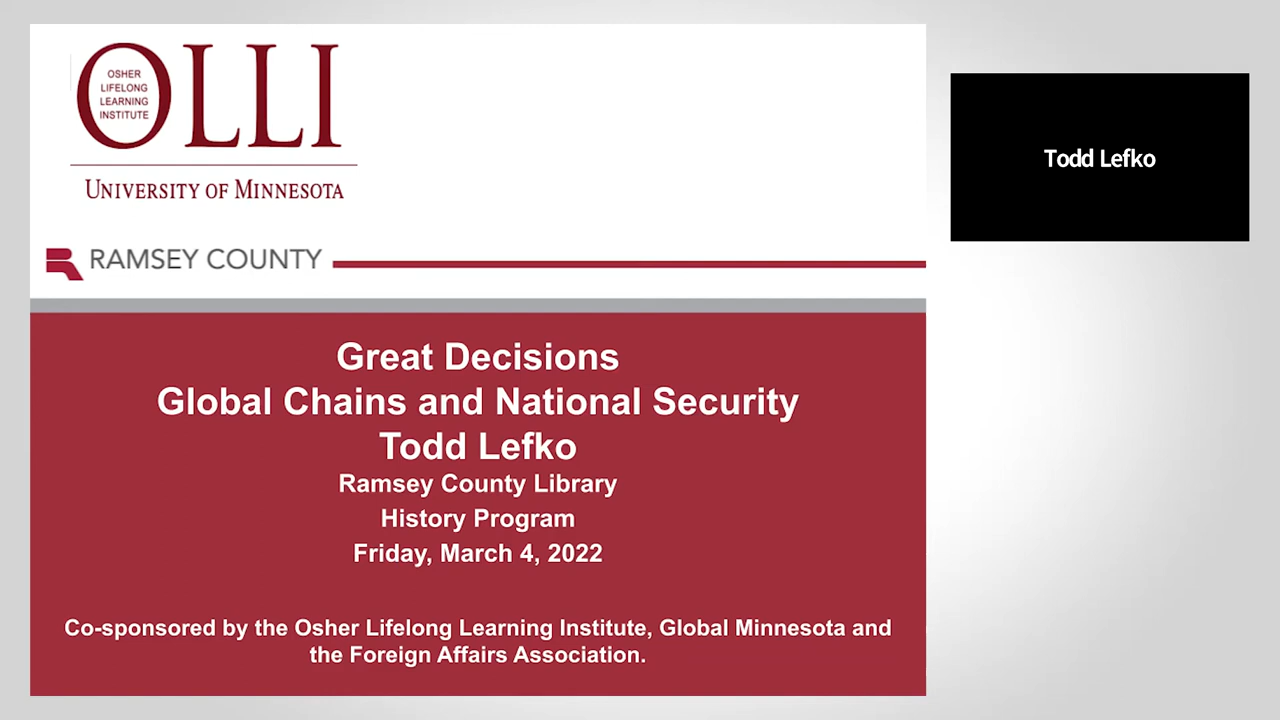 OLLI
OSHER
LIFELONG
LEARNING
INSTITUTE
UNIVERSITY OF MINNESOTA
RAMSEY COUNTY
Great Decisions
Global Chains and National Security
Todd Lefko
Ramsey County Library
History Program
Friday, March 4, 2022
Co-sponsored by the Osher Lifelong Learning Institute, Global Minnesota and
the Foreign Affairs Association.
Todd Lefko